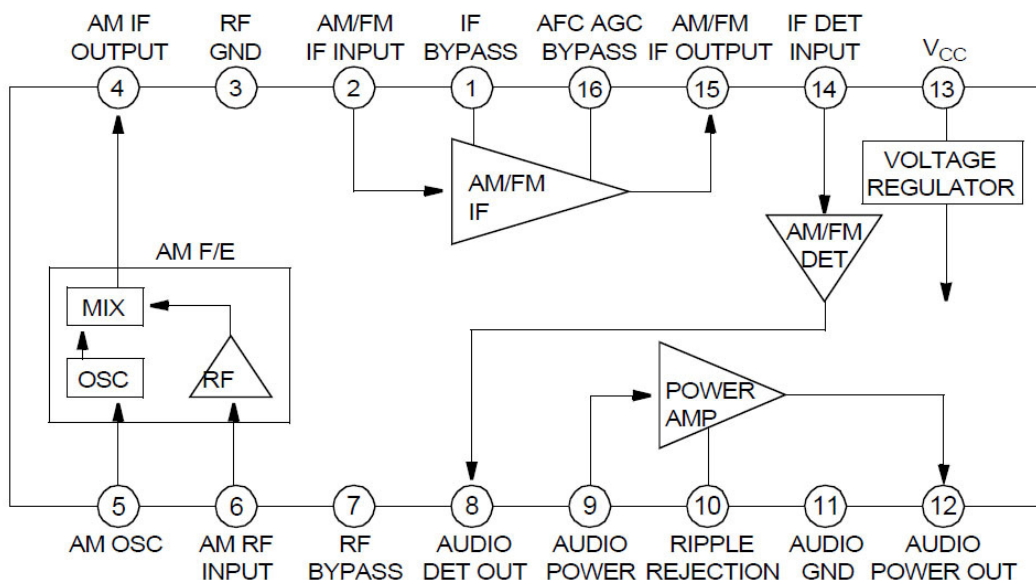 AM IF
OUTPUT
RF
GND
AM/FM
IF INPUT
IF
BYPASS
AFC AGC
BYPASS
AM/FM
IF OUTPUT
IF DET
INPUT
VCC
4
3
2
1
16
15
14
13
AM/FM
IF
VOLTAGE
REGULATOR
AM/FM
DET
AM F/E
MIX
OSC
RF
POWER
AMP
5
6
7
8
9
10
11
12
AM OSC
AM RF
INPUT
RF
BYPASS
AUDIO
DET OUT
AUDIO
POWER
RIPPLE
REJECTION
AUDIO
GND
AUDIO
POWER OUT